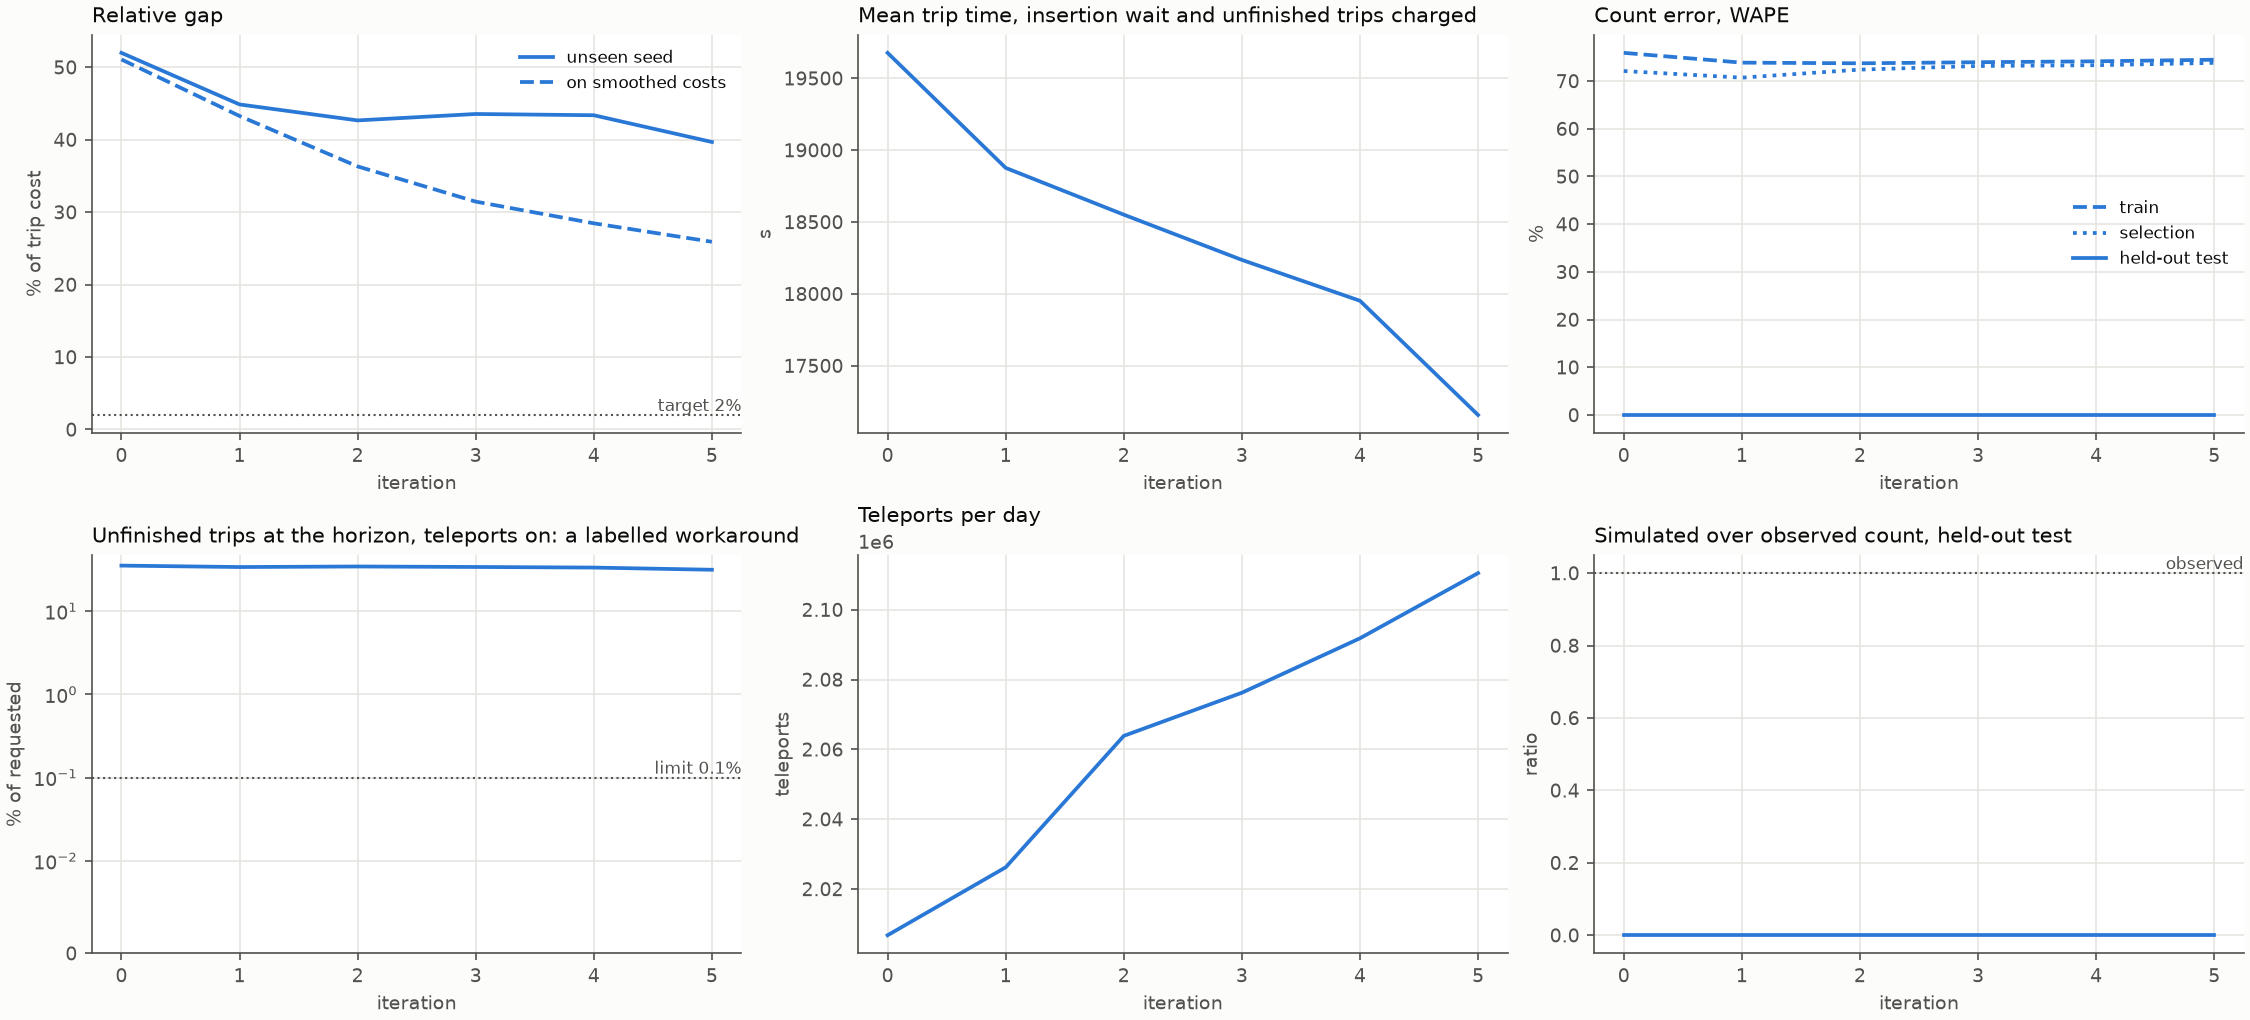 Relative gap
% of trip cost
50
40
30
20
10
0
unseen seed
on smoothed costs
target 2%
0 1 2 3 4 5
iteration
Mean trip time, insertion wait and unfinished trips charged
s
19500
19000
18500
18000
17500
0 1 2 3 4 5
iteration
Count error, WAPE
%
70
60
50
40
30
20
10
0
train
selection
held-out test
0 1 2 3 4 5
iteration
Unfinished trips at the horizon, teleports on: a labelled workaround
% of requested
10¹
10⁰
10⁻¹
10⁻²
0
limit 0.1%
0 1 2 3 4 5
iteration
Teleports per day
1e6
teleports
2.10
2.08
2.06
2.04
2.02
0 1 2 3 4 5
iteration
Simulated over observed count, held-out test
ratio
1.0
0.8
0.6
0.4
0.2
0.0
observed
0 1 2 3 4 5
iteration